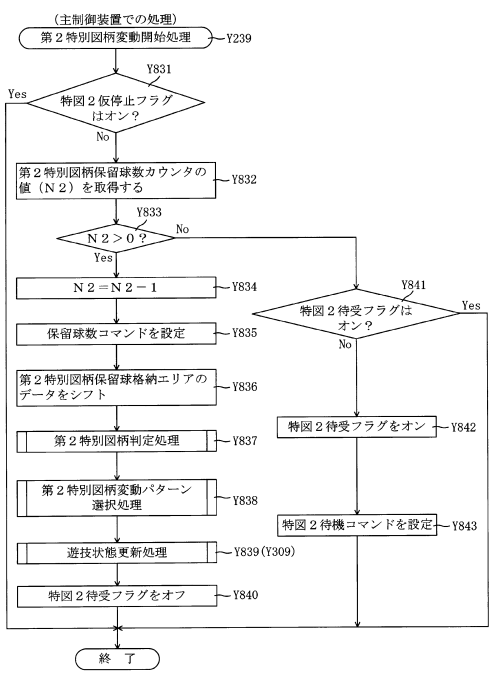 (主制御装置での処理)
第2特別図柄変動開始処理
Y239
Y831
Yes
特図2仮停止フラグ
はオン?
No
第2特別図柄保留球数カウンタの
値(N2)を取得する
Y832
Y833
N2>0?
No
Yes
N2=N2-1
Y834
Y841
特図2待受フラグは
オン?
Yes
No
保留球数コマンドを設定
Y835
第2特別図柄保留球格納エリアの
データをシフト
Y836
特図2待受フラグをオン
Y842
第2特別図柄判定処理
Y837
第2特別図柄変動パターン
選択処理
Y838
特図2待機コマンドを設定
Y843
遊技状態更新処理
Y839(Y309)
特図2待受フラグをオフ
Y840
終 了